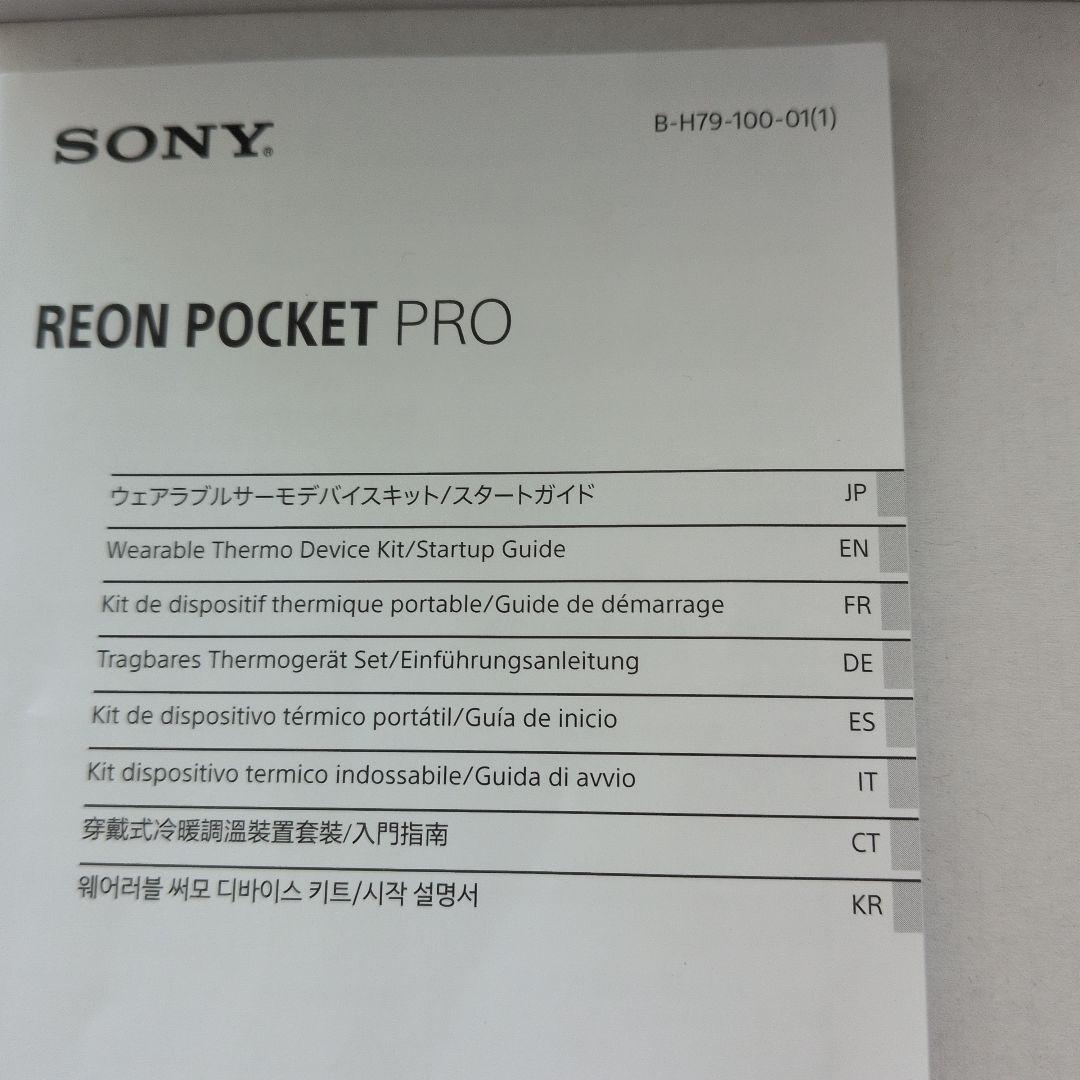 SONY®
B-H79-100-01(1)
REON POCKET PRO
ウェアラブルサーモデバイスキット/スタートガイド JP
Wearable Thermo Device Kit/Startup Guide EN
Kit de dispositif thermique portable/Guide de démarrage FR
Tragbares Thermogerät Set/Einführungsanleitung DE
Kit de dispositivo térmico portátil/Guía de inicio ES
Kit dispositivo termico indossabile/Guida di avvio IT
穿戴式冷暖調溫裝置套裝/入門指南 CT
웨어러블 써모 디바이스 키트/시작 설명서 KR